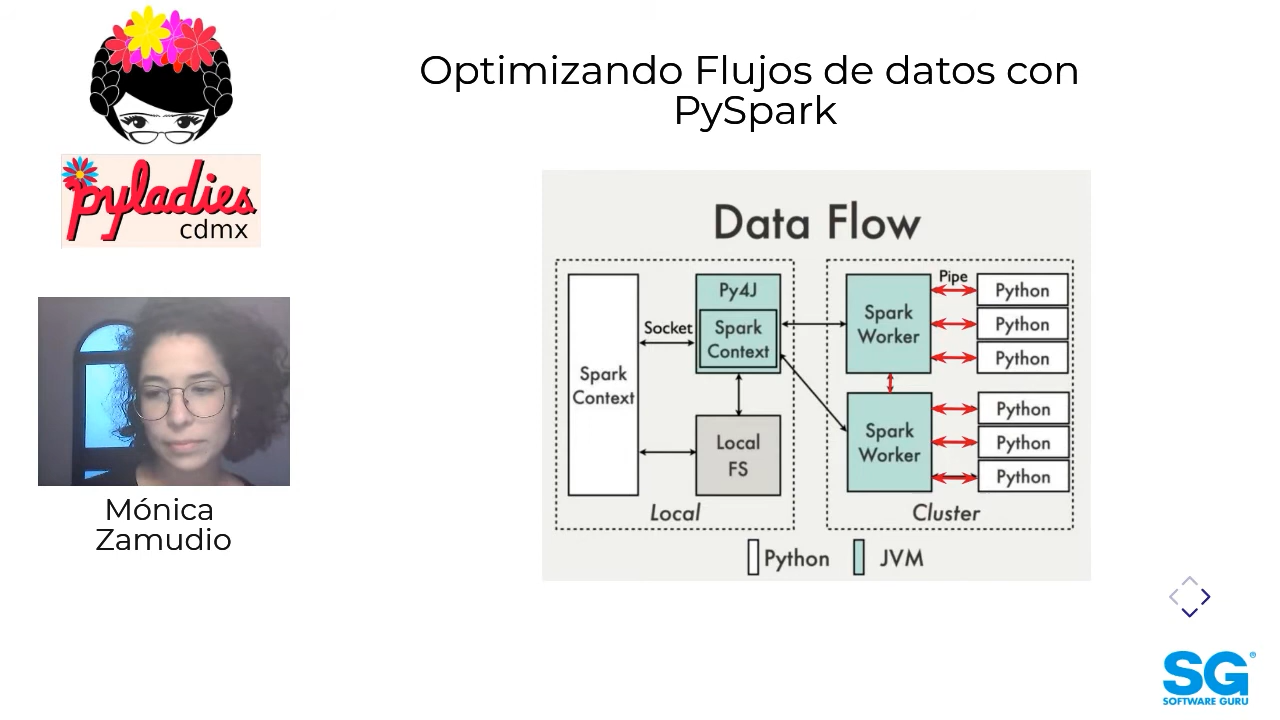 Optimizando Flujos de datos con
PySpark
pyladies
cdmx
Mónica
Zamudio
Data Flow
Spark
Context
Socket
Py4J
Spark
Context
Local
FS
Local
Spark
Worker
Pipe
Python
Python
Python
Spark
Worker
Python
Python
Python
Cluster
Python
JVM
SG®
SOFTWARE GURU